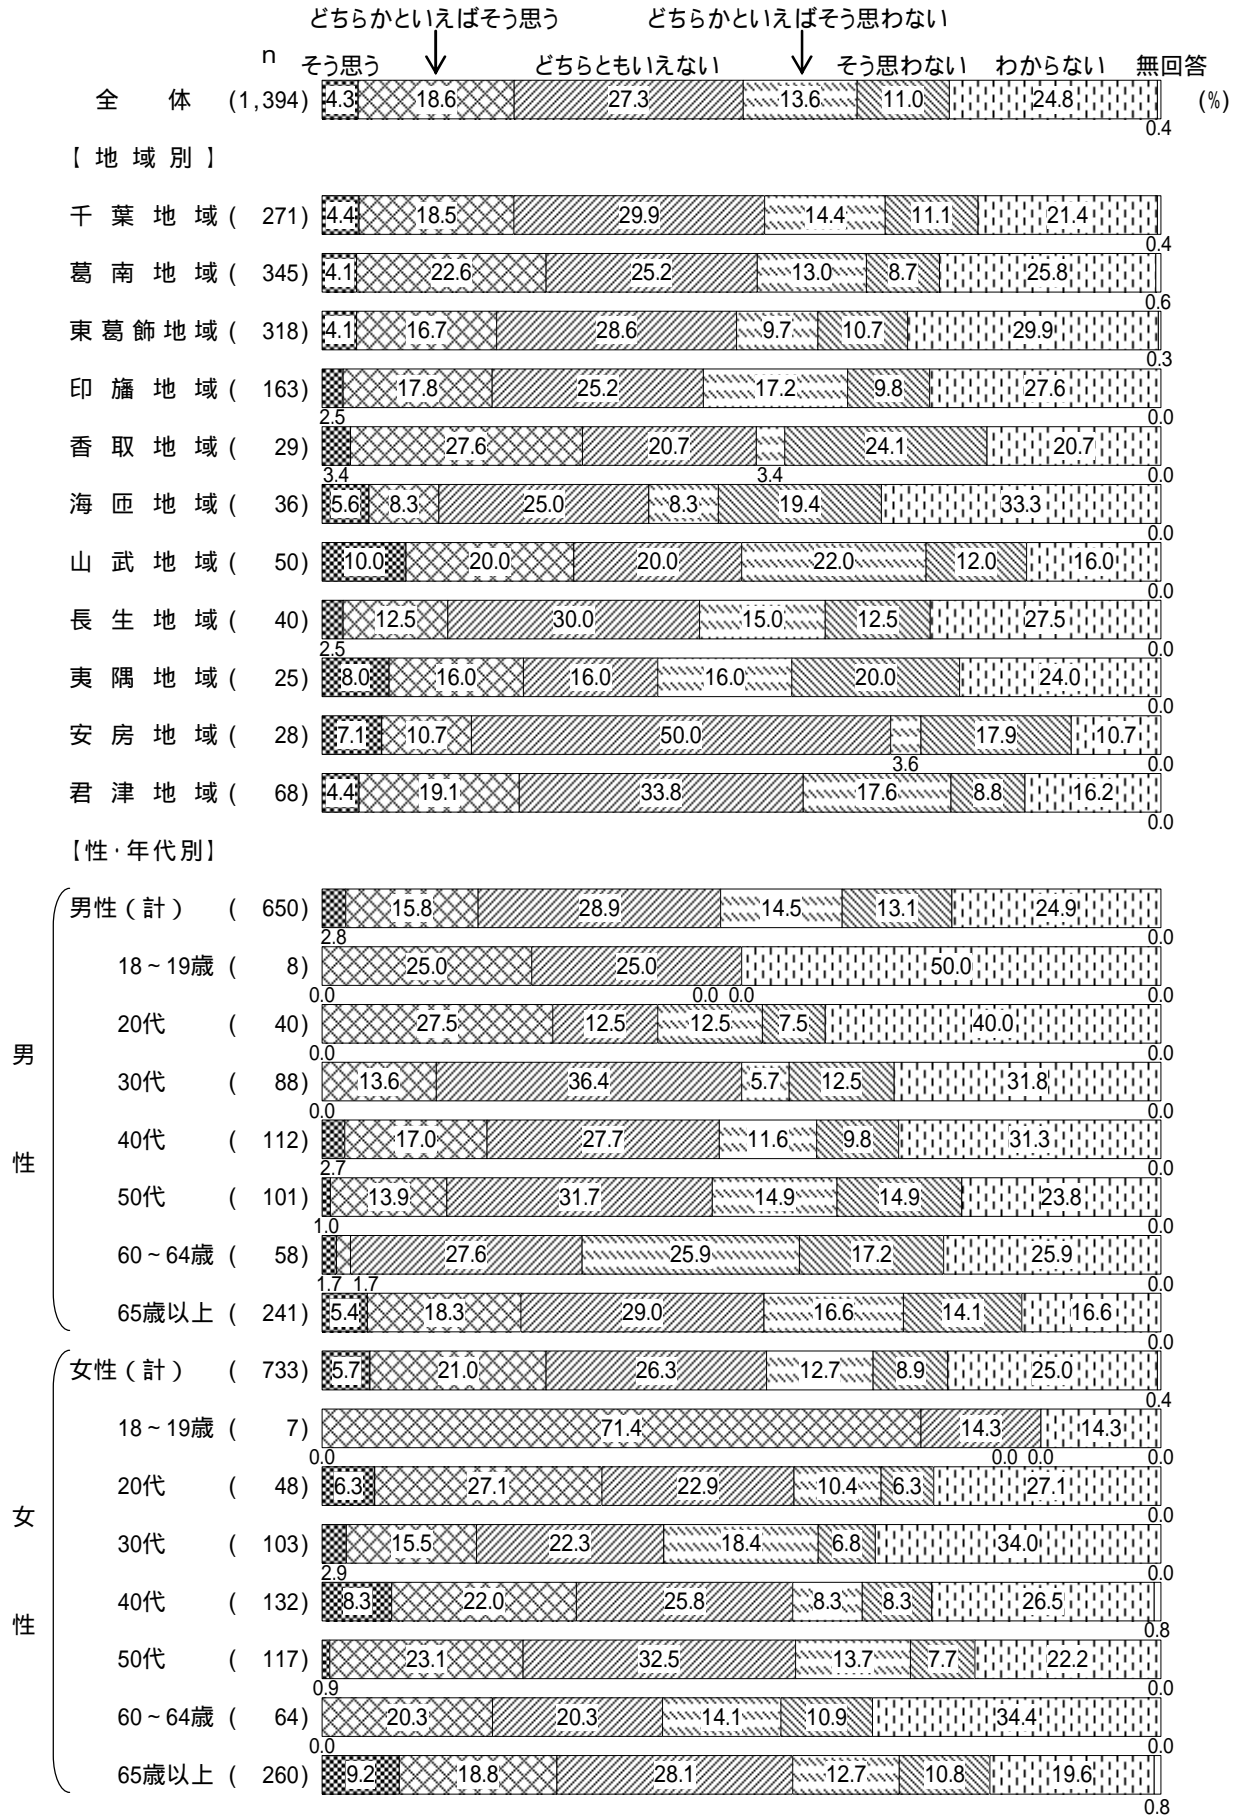 どちらかといえばそう思う どちらかといえばそう思わない
n そう思う どちらともいえない そう思わない わからない 無回答
全 体 (1,394) 4.3 18.6 27.3 13.6 11.0 24.8 (%)
0.4
【地域別】
千葉地域( 271) 4.4 18.5 29.9 14.4 11.1 21.4
0.4
葛南地域( 345) 4.1 22.6 25.2 13.0 8.7 25.8
0.6
東葛飾地域( 318) 4.1 16.7 28.6 9.7 10.7 29.9
0.3
印旛地域( 163) 17.8 25.2 17.2 9.8 27.6
2.5 0.0
香取地域( 29) 27.6 20.7 24.1 20.7
3.4 3.4 0.0
海匝地域( 36) 5.6 8.3 25.0 8.3 19.4 33.3
0.0
山武地域( 50) 10.0 20.0 20.0 22.0 12.0 16.0
0.0
長生地域( 40) 12.5 30.0 15.0 12.5 27.5
2.5 0.0
夷隅地域( 25) 8.0 16.0 16.0 16.0 20.0 24.0
0.0
安房地域( 28) 7.1 10.7 50.0 17.9 10.7
3.6 0.0
君津地域( 68) 4.4 19.1 33.8 17.6 8.8 16.2
0.0
【性・年代別】
男性(計) ( 650) 15.8 28.9 14.5 13.1 24.9
2.8 0.0
18~19歳 ( 8) 25.0 25.0 50.0
0.0 0.0 0.0 0.0
20代 ( 40) 27.5 12.5 12.5 7.5 40.0
0.0 0.0
男
30代 ( 88) 13.6 36.4 5.7 12.5 31.8
0.0 0.0
40代 ( 112) 17.0 27.7 11.6 9.8 31.3
性
2.7 0.0
50代 ( 101) 13.9 31.7 14.9 14.9 23.8
1.0 0.0
60~64歳 ( 58) 27.6 25.9 17.2 25.9
1.7 1.7 0.0
65歳以上 ( 241) 5.4 18.3 29.0 16.6 14.1 16.6
0.0
女性(計) ( 733) 5.7 21.0 26.3 12.7 8.9 25.0
0.4
18~19歳 ( 7) 71.4 14.3 14.3
0.0 0.0 0.0 0.0
20代 ( 48) 6.3 27.1 22.9 10.4 6.3 27.1
0.0
女
30代 ( 103) 15.5 22.3 18.4 6.8 34.0
2.9 0.0
40代 ( 132) 8.3 22.0 25.8 8.3 8.3 26.5
性
0.8
50代 ( 117) 23.1 32.5 13.7 7.7 22.2
0.9 0.0
60~64歳 ( 64) 20.3 20.3 14.1 10.9 34.4
0.0 0.0
65歳以上 ( 260) 9.2 18.8 28.1 12.7 10.8 19.6
0.8